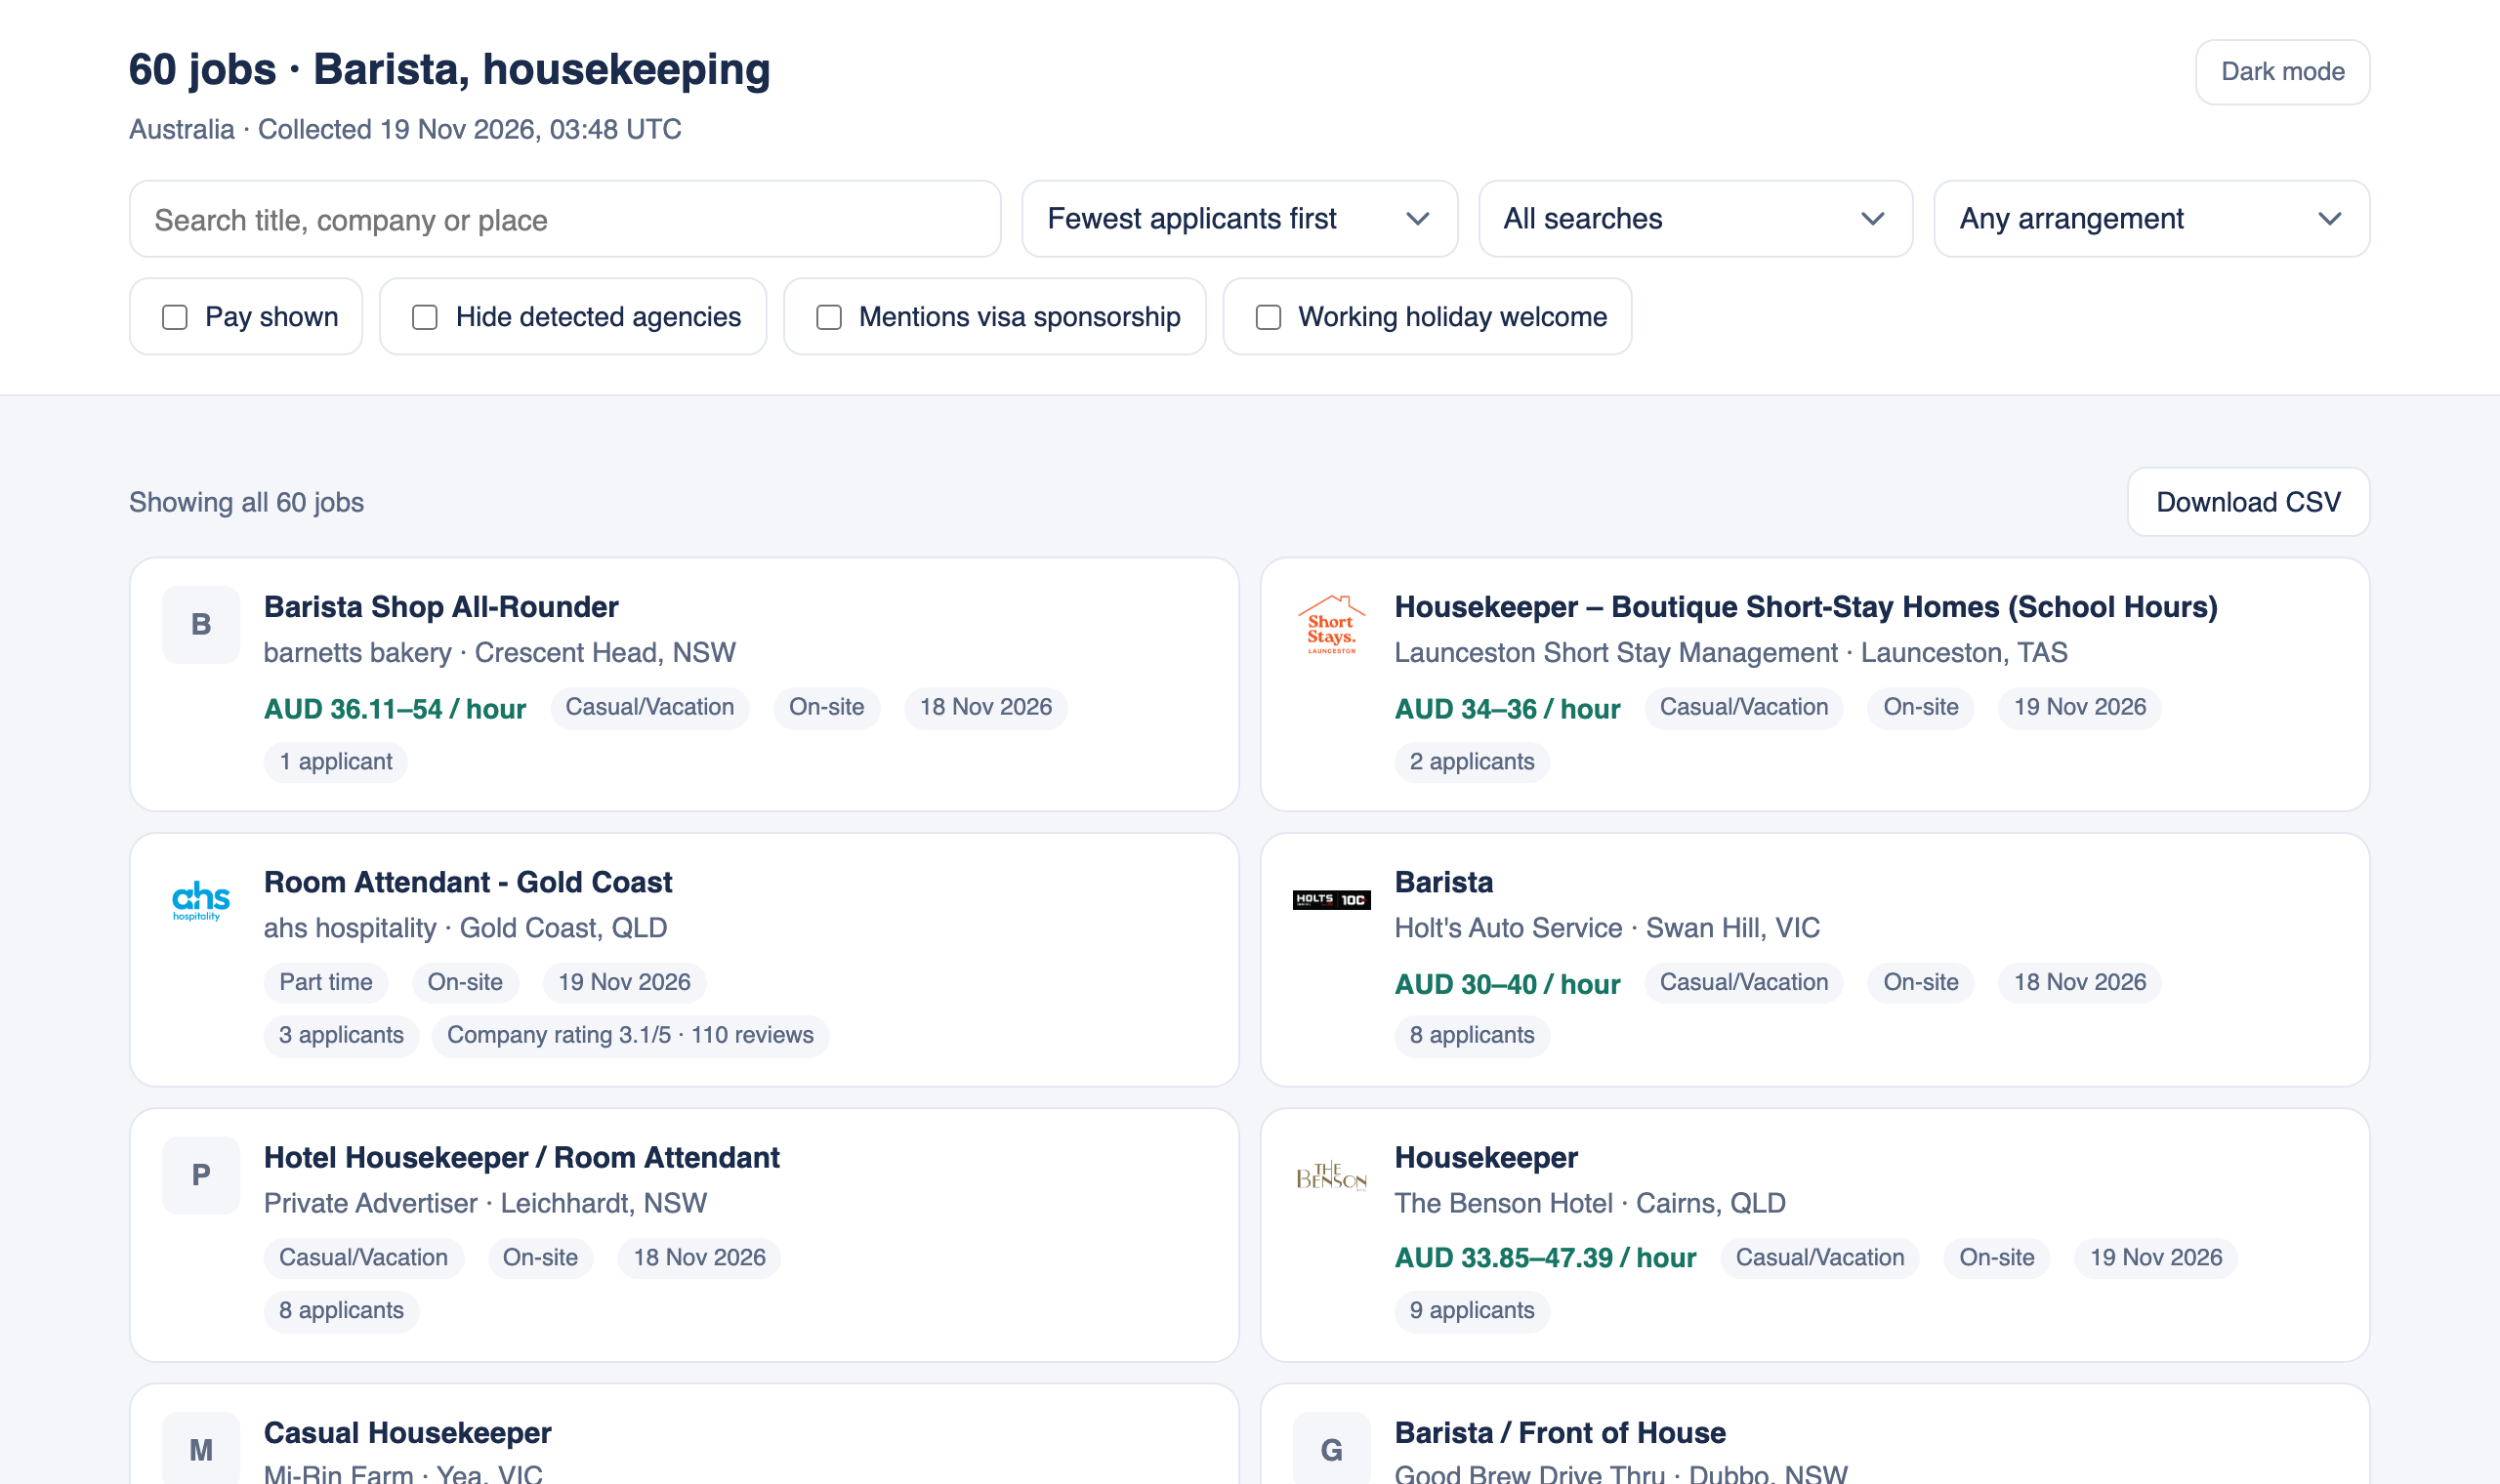 60 jobs · Barista, housekeeping
Dark mode
Australia · Collected 19 Nov 2026, 03:48 UTC
Search title, company or place
Fewest applicants first
All searches
Any arrangement
Pay shown
Hide detected agencies
Mentions visa sponsorship
Working holiday welcome
Showing all 60 jobs
Download CSV
B
Barista Shop All-Rounder
barnetts bakery · Crescent Head, NSW
AUD 36.11–54 / hour Casual/Vacation On-site 18 Nov 2026
1 applicant
Short
Stays.
LAUNCESTON
Housekeeper – Boutique Short-Stay Homes (School Hours)
Launceston Short Stay Management · Launceston, TAS
AUD 34–36 / hour Casual/Vacation On-site 19 Nov 2026
2 applicants
ahs
hospitality
Room Attendant - Gold Coast
ahs hospitality · Gold Coast, QLD
Part time On-site 19 Nov 2026
3 applicants Company rating 3.1/5 · 110 reviews
HOLTS 10C
Barista
Holt's Auto Service · Swan Hill, VIC
AUD 30–40 / hour Casual/Vacation On-site 18 Nov 2026
8 applicants
P
Hotel Housekeeper / Room Attendant
Private Advertiser · Leichhardt, NSW
Casual/Vacation On-site 18 Nov 2026
8 applicants
THE
BENSON
Housekeeper
The Benson Hotel · Cairns, QLD
AUD 33.85–47.39 / hour Casual/Vacation On-site 19 Nov 2026
9 applicants
M
Casual Housekeeper
Mi-Rin Farm · Yea, VIC
G
Barista / Front of House
Good Brew Drive Thru · Dubbo, NSW